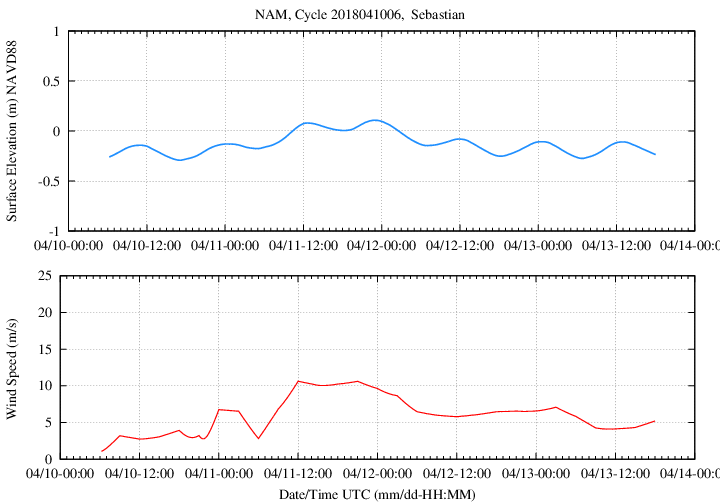 NAM, Cycle 2018041006, Sebastian
Surface Elevation (m) NAVD88
1
0.5
0
-0.5
-1
04/10-00:00 04/10-12:00 04/11-00:00 04/11-12:00 04/12-00:00 04/12-12:00 04/13-00:00 04/13-12:00 04/14-00:0
Wind Speed (m/s)
25
20
15
10
5
0
04/10-00:00 04/10-12:00 04/11-00:00 04/11-12:00 04/12-00:00 04/12-12:00 04/13-00:00 04/13-12:00 04/14-00:0
Date/Time UTC (mm/dd-HH:MM)